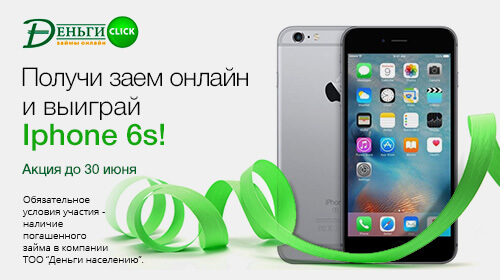 Деньги CLICK
ЗАЙМЫ ОНЛАЙН
Получи заем онлайн
и выиграй
Iphone 6s!
Акция до 30 июня
Обязательное
условия участия -
наличие
погашенного
займа в компании
ТОО "Деньги населению".
iPhone